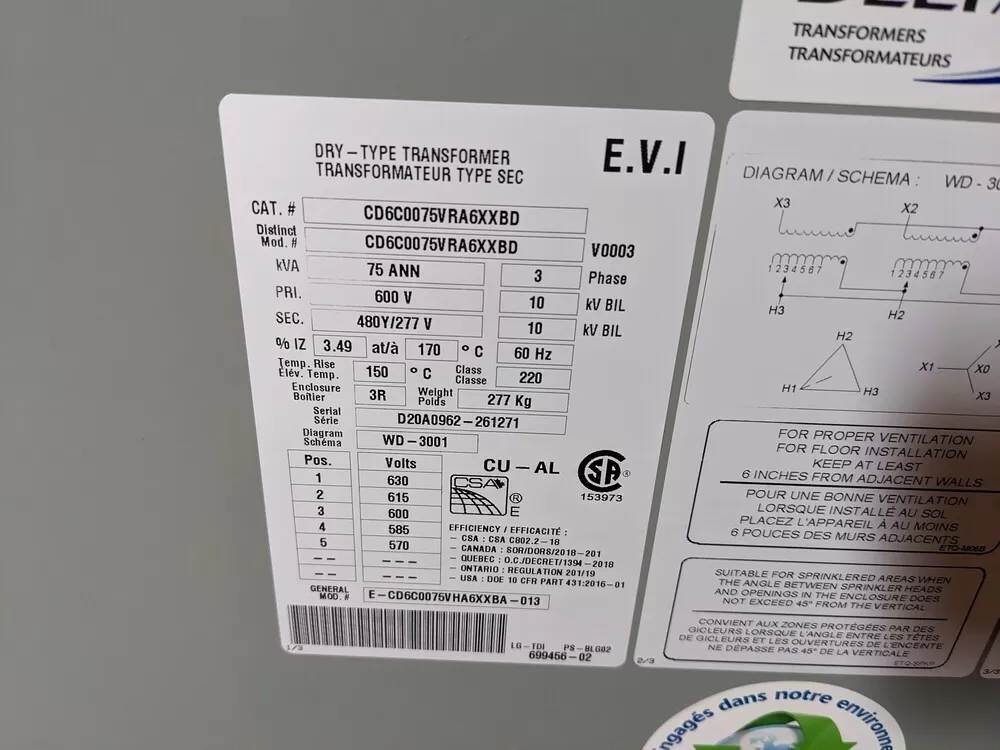 TRANSFORMERS
TRANSFORMATEURS
DRY-TYPE TRANSFORMER
TRANSFORMATEUR TYPE SEC
E.V.I
CAT. # CD6C0075VRA6XXBD
Distinct Mod. # CD6C0075VRA6XXBD V0003
kVA 75 ANN 3 Phase
PRI. 600 V 10 kV BIL
SEC. 480Y/277 V 10 kV BIL
% IZ 3.49 at/à 170 °C 60 Hz
Temp. Rise
Élév. Temp. 150 °C Class
Classe 220
Enclosure
Boîtier 3R Weight
Poids 277 Kg
Serial
Série D20A0962-261271
Diagram
Schéma WD-3001
Pos. Volts
1 630
2 615
3 600
4 585
5 570
-- ---
-- ---
CU-AL
CSA
®
E
SA ®
153973
EFFICIENCY / EFFICACITÉ :
- CSA : CSA C802.2-18
- CANADA : SOR/DORS/2018-201
- QUEBEC : O.C./DECRET/1394-2018
- ONTARIO : REGULATION 201/19
- USA : DOE 10 CFR PART 431:2016-01
GENERAL
MOD. # E-CD6C0075VHA6XXBA-013
1/3
LG-TDI PS-BLG02
699456-02
DIAGRAM / SCHEMA :
X3 X2
1 2 3 4 5 6 7 1 2 3 4 5 6 7
H3 H2
H2
H1 H3
X1 X0
X3
FOR PROPER VENTILATION
FOR FLOOR INSTALLATION
KEEP AT LEAST
6 INCHES FROM ADJACENT WALLS
POUR UNE BONNE VENTILATION
LORSQUE INSTALLÉ AU SOL
PLACEZ L'APPAREIL À AU MOINS
6 POUCES DES MURS ADJACENTS
ETQ-M06B
SUITABLE FOR SPRINKLERED AREAS WHEN
THE ANGLE BETWEEN SPRINKLER HEADS
AND OPENINGS IN THE ENCLOSURE DOES
NOT EXCEED 45° FROM THE VERTICAL
CONVIENT AUX ZONES PROTÉGÉES PAR DES
GICLEURS LORSQUE L'ANGLE ENTRE LES TÊTES
DE GICLEURS ET LES OUVERTURES DE L'ENCEINTE
NE DÉPASSE PAS 45° DE LA VERTICALE
ETQ-SPKP
2/3
3/3
dans notre